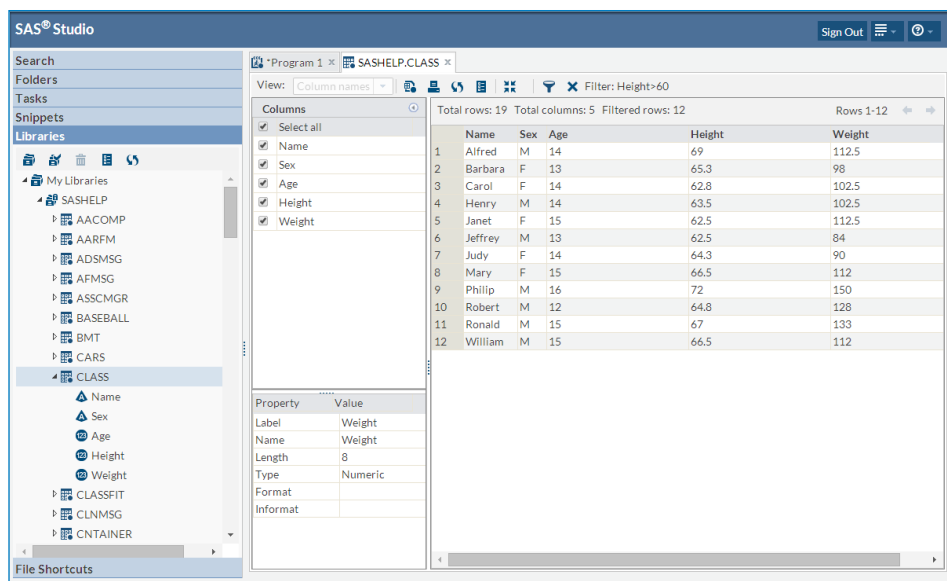 SAS® Studio
Sign Out
Search
Folders
Tasks
Snippets
Libraries
My Libraries
SASHELP
AACOMP
AARFM
ADSMSG
AFMSG
ASSCMGR
BASEBALL
BMT
CARS
CLASS
Name
Sex
Age
Height
Weight
CLASSFIT
CLNMSG
CNTAINER
File Shortcuts
*Program 1 × SASHELP.CLASS ×
View: Column names Filter: Height>60
Columns
Select all
Name
Sex
Age
Height
Weight
Property Value
Label Weight
Name Weight
Length 8
Type Numeric
Format
Informat
Total rows: 19 Total columns: 5 Filtered rows: 12 Rows 1-12
Name Sex Age Height Weight
1 Alfred M 14 69 112.5
2 Barbara F 13 65.3 98
3 Carol F 14 62.8 102.5
4 Henry M 14 63.5 102.5
5 Janet F 15 62.5 112.5
6 Jeffrey M 13 62.5 84
7 Judy F 14 64.3 90
8 Mary F 15 66.5 112
9 Philip M 16 72 150
10 Robert M 12 64.8 128
11 Ronald M 15 67 133
12 William M 15 66.5 112